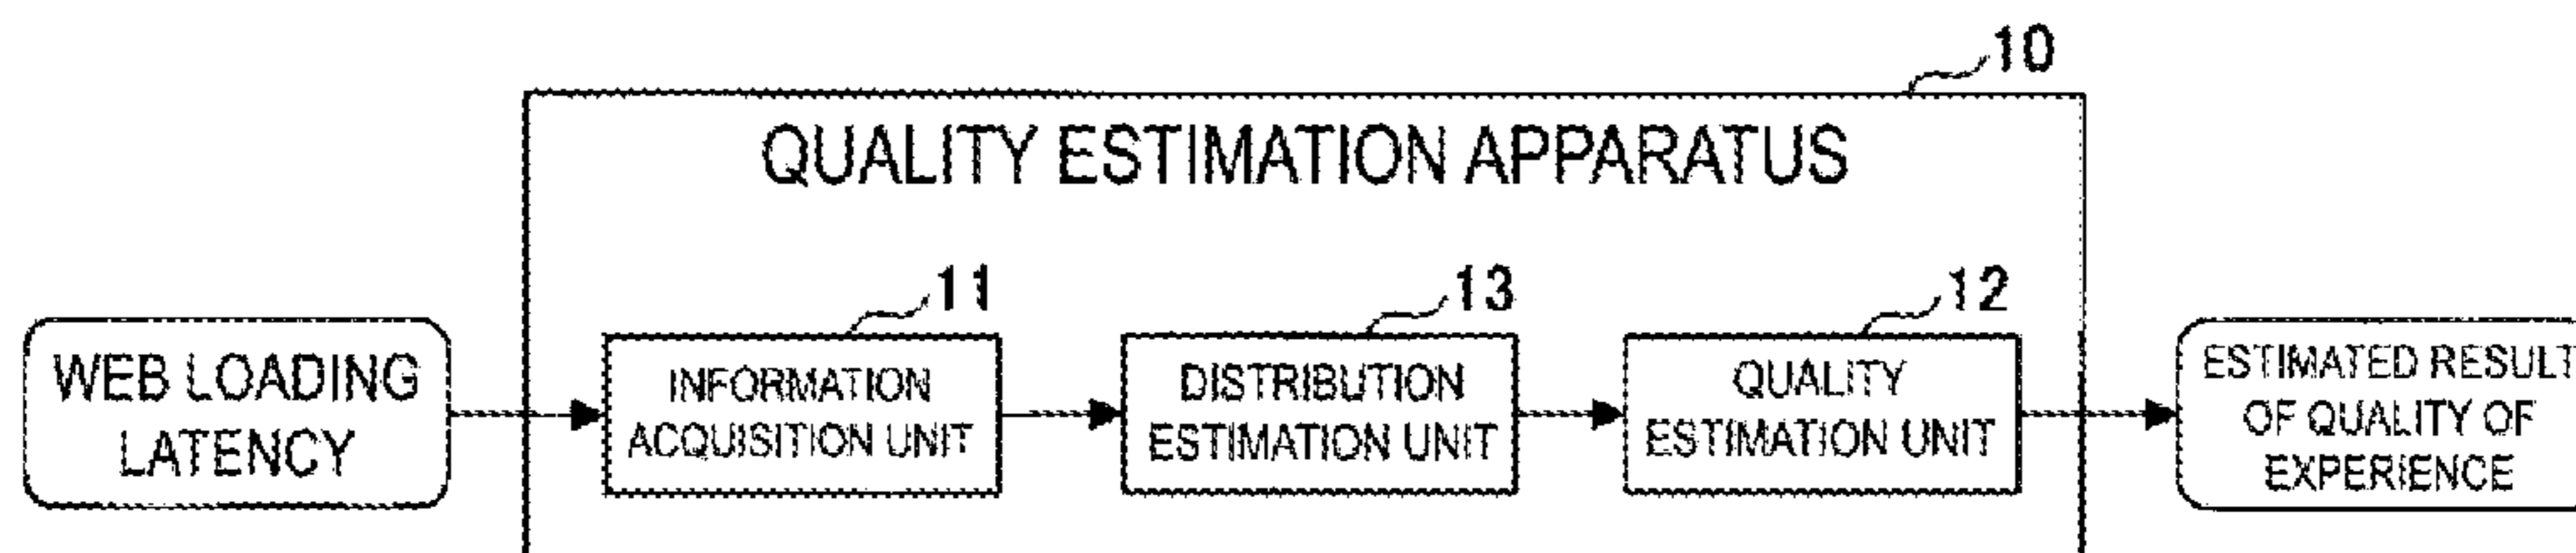 10
QUALITY ESTIMATION APPARATUS
11
13
12
WEB LOADING
LATENCY
INFORMATION
ACQUISITION UNIT
DISTRIBUTION
ESTIMATION UNIT
QUALITY
ESTIMATION UNIT
ESTIMATED RESULT
OF QUALITY OF
EXPERIENCE